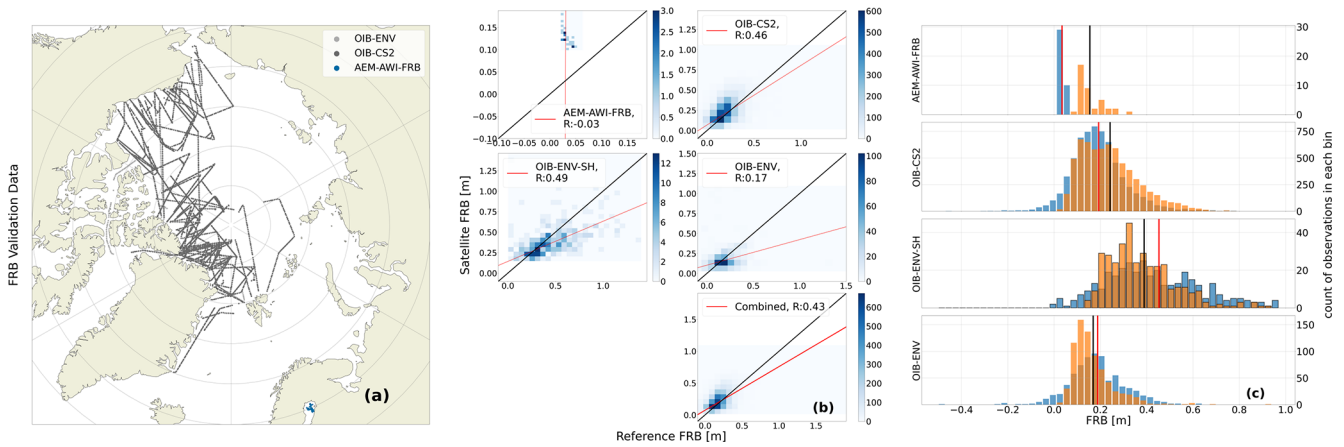 FRB Validation Data
OIB-ENV
OIB-CS2
AEM-AWI-FRB
(a)
Satellite FRB [m]
0.15
0.10
0.05
0.00
−0.05
−0.10
−0.10 −0.05 0.00 0.05 0.10 0.15
AEM-AWI-FRB,
R:-0.03
3.0
2.5
2.0
1.5
1.0
0.5
0.0
OIB-CS2,
R:0.46
1.25
1.00
0.75
0.50
0.25
0.00
0.0 0.5 1.0
600
500
400
300
200
100
0
OIB-ENV-SH,
R:0.49
1.25
1.00
0.75
0.50
0.25
0.00
0.0 0.5 1.0
12
10
8
6
4
2
0
OIB-ENV,
R:0.17
1.50
1.25
1.00
0.75
0.50
0.25
0.00
0.0 0.5 1.0
100
80
60
40
20
0
Combined, R:0.43
1.5
1.0
0.5
0.0
0.0 0.5 1.0 1.5
600
500
400
300
200
100
0
(b)
Reference FRB [m]
AEM-AWI-FRB
30
20
10
0
OIB-CS2
750
500
250
0
OIB-ENV-SH
40
20
0
OIB-ENV
150
100
50
0
(c)
−0.4 −0.2 0.0 0.2 0.4 0.6 0.8 1.0
FRB [m]
count of observations in each bin